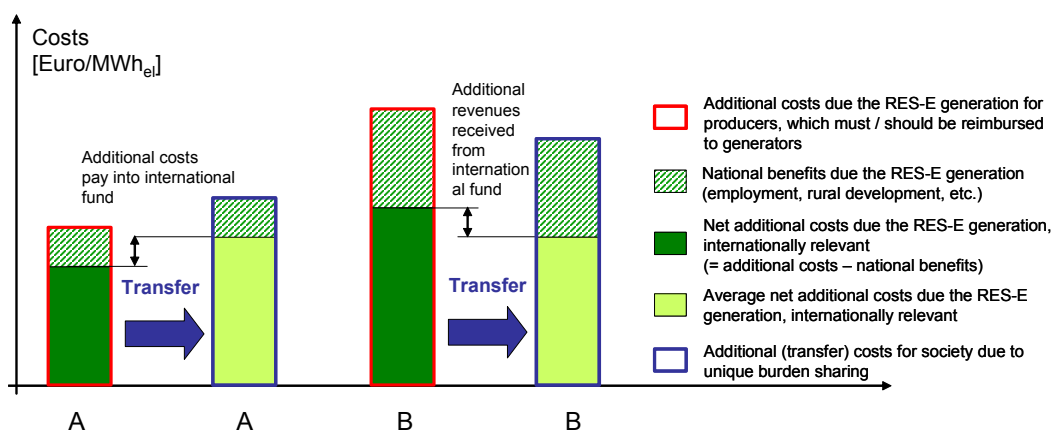 Costs
[Euro/MWhel]
Additional costs
pay into international
fund
Additional
revenues
received
from
internation
al fund
Transfer
Transfer
A
A
B
B
Additional costs due the RES-E generation for
producers, which must / should be reimbursed
to generators
National benefits due the RES-E generation
(employment, rural development, etc.)
Net additional costs due the RES-E generation,
internationally relevant
(= additional costs – national benefits)
Average net additional costs due the RES-E
generation, internationally relevant
Additional (transfer) costs for society due to
unique burden sharing